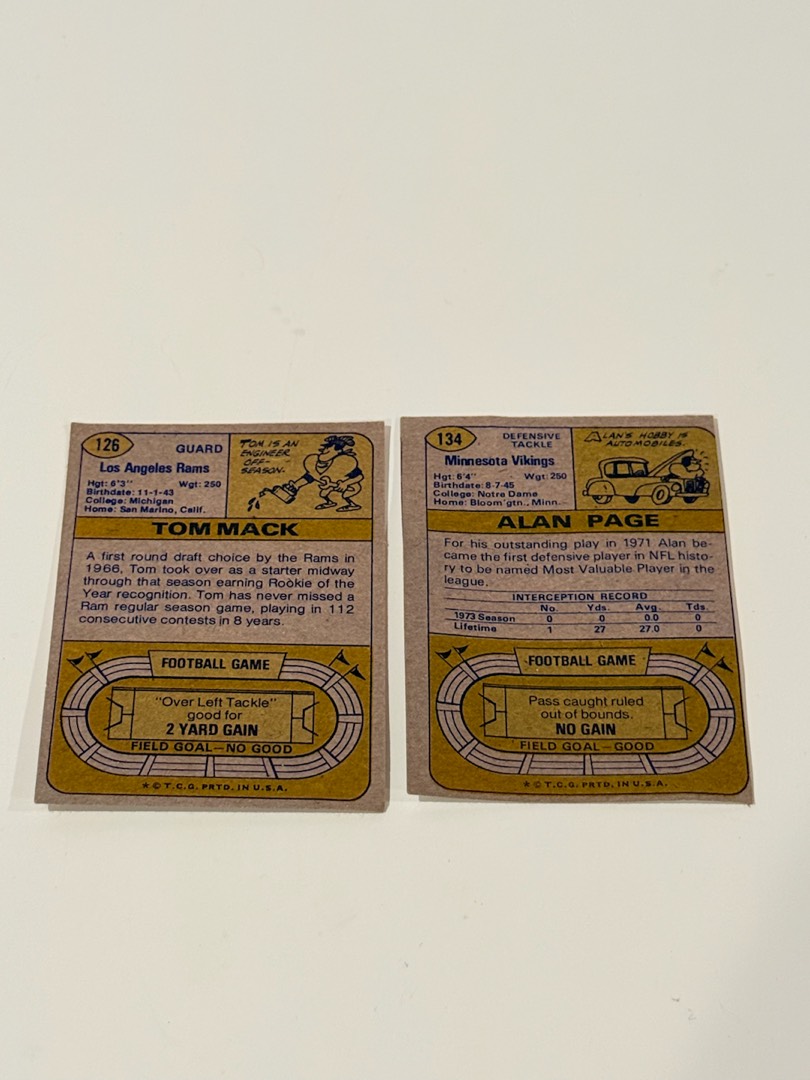 126
GUARD
Los Angeles Rams
Hgt: 6'3" Wgt: 250
Birthdate: 11-1-43
College: Michigan
Home: San Marino, Calif.
TOM IS AN
ENGINEER
OFF-
SEASON.
TOM MACK
A first round draft choice by the Rams in
1966, Tom took over as a starter midway
through that season earning Rookie of the
Year recognition. Tom has never missed a
Ram regular season game, playing in 112
consecutive contests in 8 years.
FOOTBALL GAME
"Over Left Tackle"
good for
2 YARD GAIN
FIELD GOAL—NO GOOD
* © T.C.G. PRTD. IN U.S.A.
134
DEFENSIVE
TACKLE
Minnesota Vikings
Hgt: 6'4" Wgt: 250
Birthdate: 8-7-45
College: Notre Dame
Home: Bloom'gtn., Minn.
ALAN'S HOBBY IS
AUTOMOBILES.
ALAN PAGE
For his outstanding play in 1971 Alan be-
came the first defensive player in NFL histo-
ry to be named Most Valuable Player in the
league.
INTERCEPTION RECORD
No. Yds. Avg. Tds.
1973 Season 0 0 0.0 0
Lifetime 1 27 27.0 0
FOOTBALL GAME
Pass caught ruled
out of bounds.
NO GAIN
FIELD GOAL—GOOD
* © T.C.G. PRTD. IN U.S.A.